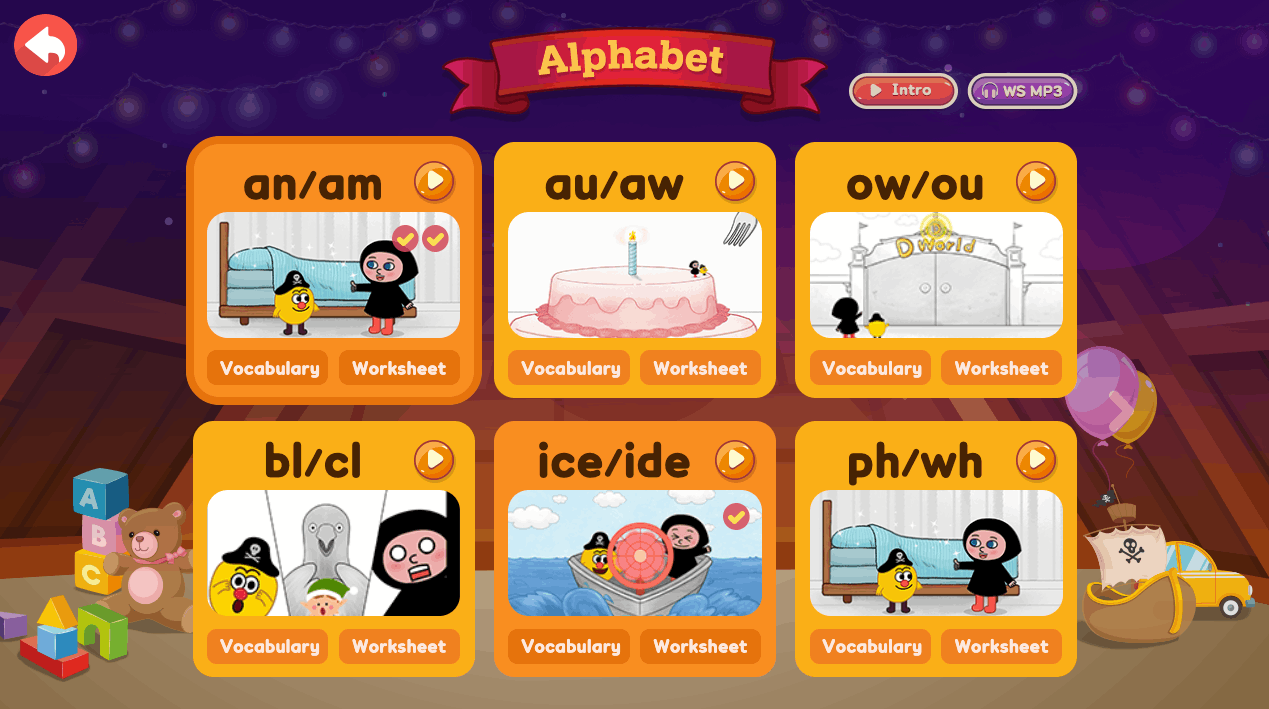 Alphabet
Intro
WS MP3
an/am
Vocabulary Worksheet
au/aw
Vocabulary Worksheet
ow/ou
D World
Vocabulary Worksheet
bl/cl
Vocabulary Worksheet
ice/ide
Vocabulary Worksheet
ph/wh
Vocabulary Worksheet
A
B
C